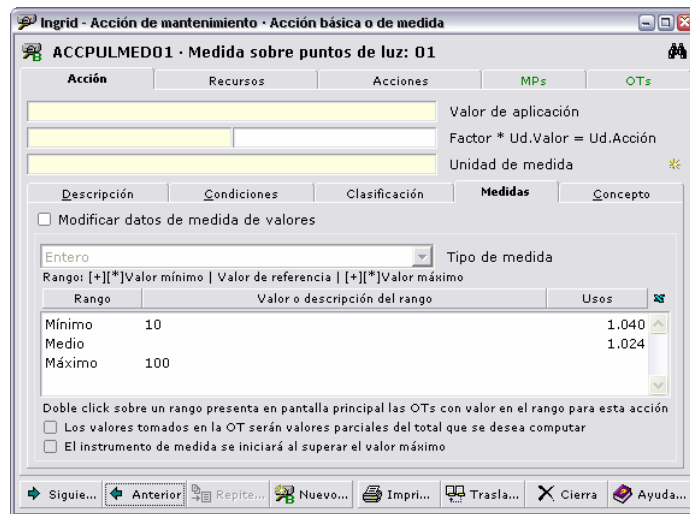 Ingrid - Acción de mantenimiento · Acción básica o de medida
ACCPULMED01 · Medida sobre puntos de luz: 01
Acción Recursos Acciones MPs OTs
Valor de aplicación
Factor * Ud.Valor = Ud.Acción
Unidad de medida
Descripción Condiciones Clasificación Medidas Concepto
Modificar datos de medida de valores
Entero Tipo de medida
Rango: [+][*]Valor mínimo | Valor de referencia | [+][*]Valor máximo
Rango Valor o descripción del rango Usos
Mínimo 10 1.040
Medio 1.024
Máximo 100
Doble click sobre un rango presenta en pantalla principal las OTs con valor en el rango para esta acción
Los valores tomados en la OT serán valores parciales del total que se desea computar
El instrumento de medida se iniciará al superar el valor máximo
Siguie... Anterior Repite... Nuevo... Impri... Trasla... Cierra Ayuda...